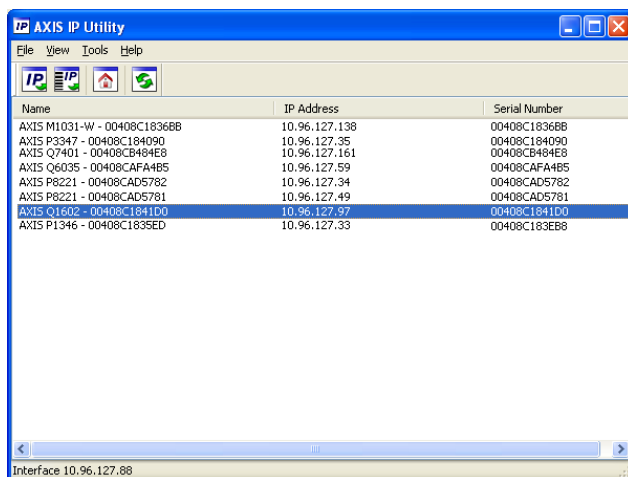 IP AXIS IP Utility
File View Tools Help
IP IP
Name IP Address Serial Number
AXIS M1031-W - 00408C1836BB 10.96.127.138 00408C1836BB
AXIS P3347 - 00408C184090 10.96.127.35 00408C184090
AXIS Q7401 - 00408CB484E8 10.96.127.161 00408CB484E8
AXIS Q6035 - 00408CAFA4B5 10.96.127.59 00408CAFA4B5
AXIS P8221 - 00408CAD5782 10.96.127.34 00408CAD5782
AXIS P8221 - 00408CAD5781 10.96.127.49 00408CAD5781
AXIS Q1602 - 00408C1841D0 10.96.127.97 00408C1841D0
AXIS P1346 - 00408C1835ED 10.96.127.33 00408C183EB8
Interface 10.96.127.88